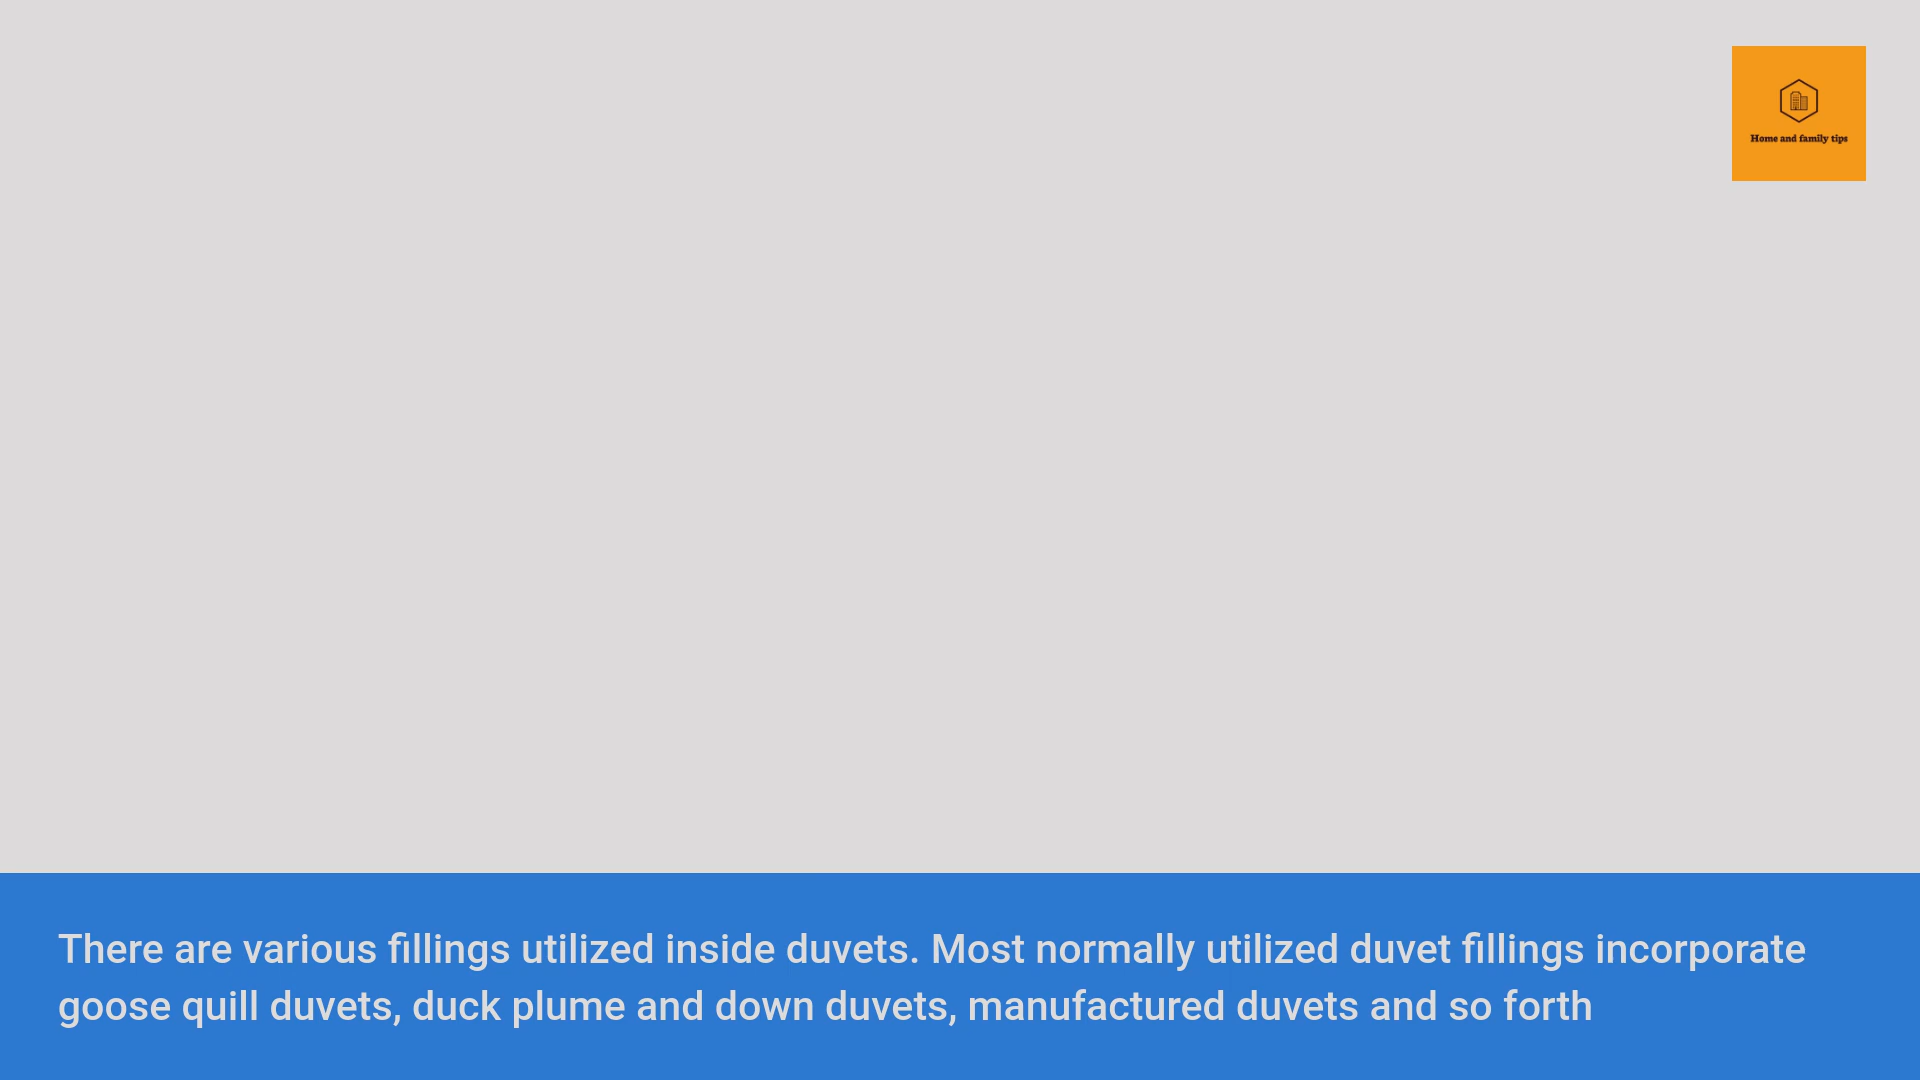 Home and family tips
There are various fillings utilized inside duvets. Most normally utilized duvet fillings incorporate
goose quill duvets, duck plume and down duvets, manufactured duvets and so forth